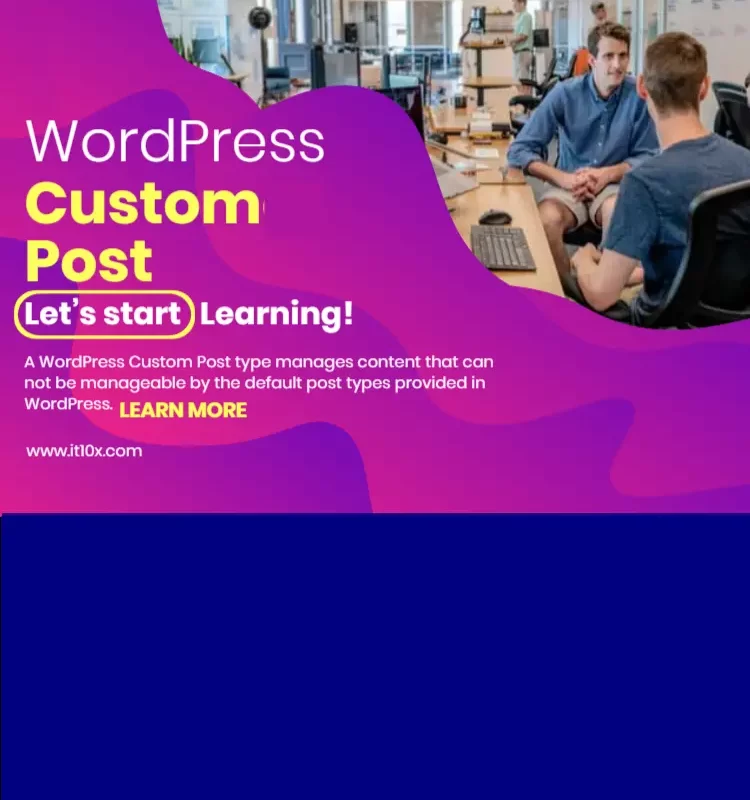 WordPress
Custom
Post
Let's start Learning!
A WordPress Custom Post type manages content that can
not be manageable by the default post types provided in
WordPress. LEARN MORE
www.it10x.com